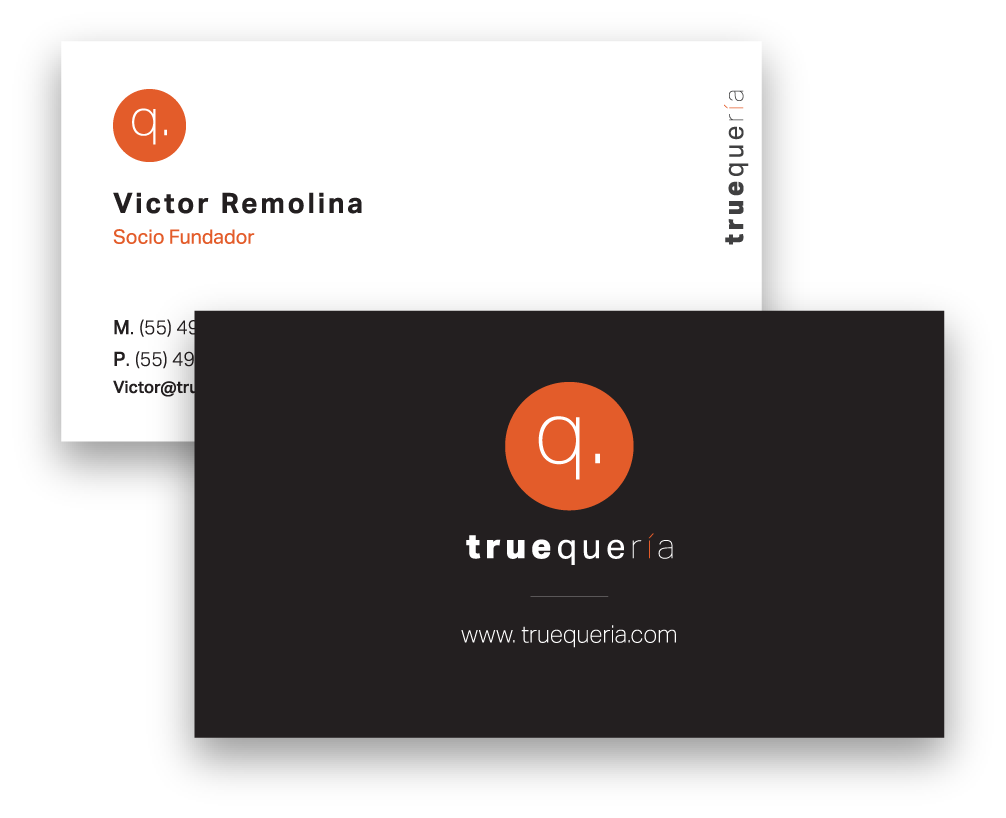 q.
Victor Remolina
Socio Fundador
truequería
M. (55) 49
P. (55) 49
Victor@tru
q.
truequería
www. truequeria.com